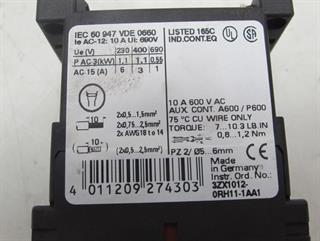 IEC 60 947 VDE 0660
Ie AC-12: 10 A Ui: 690V
Ue (V) 230 400 690
P AC-3(kW) 1,1 1,1 0,55
AC-15 (A) 6 3 1
2x0,5...1,5mm²
2x0,75...2,5mm²
2x AWG18 to 14
2x0,5...2,5mm²
4 011209 274303
LISTED 165C
IND.CONT.EQ
10 A 600 V AC
AUX. CONT. A600 / P600
75 °C CU WIRE ONLY
TORQUE: 7...10.3 LB.IN
0,8...1,2 Nm
PZ 2/ Ø5...6mm
Made in
Germany
Instr. Ord. No.:
3ZX1012-
0RH11-1AA1